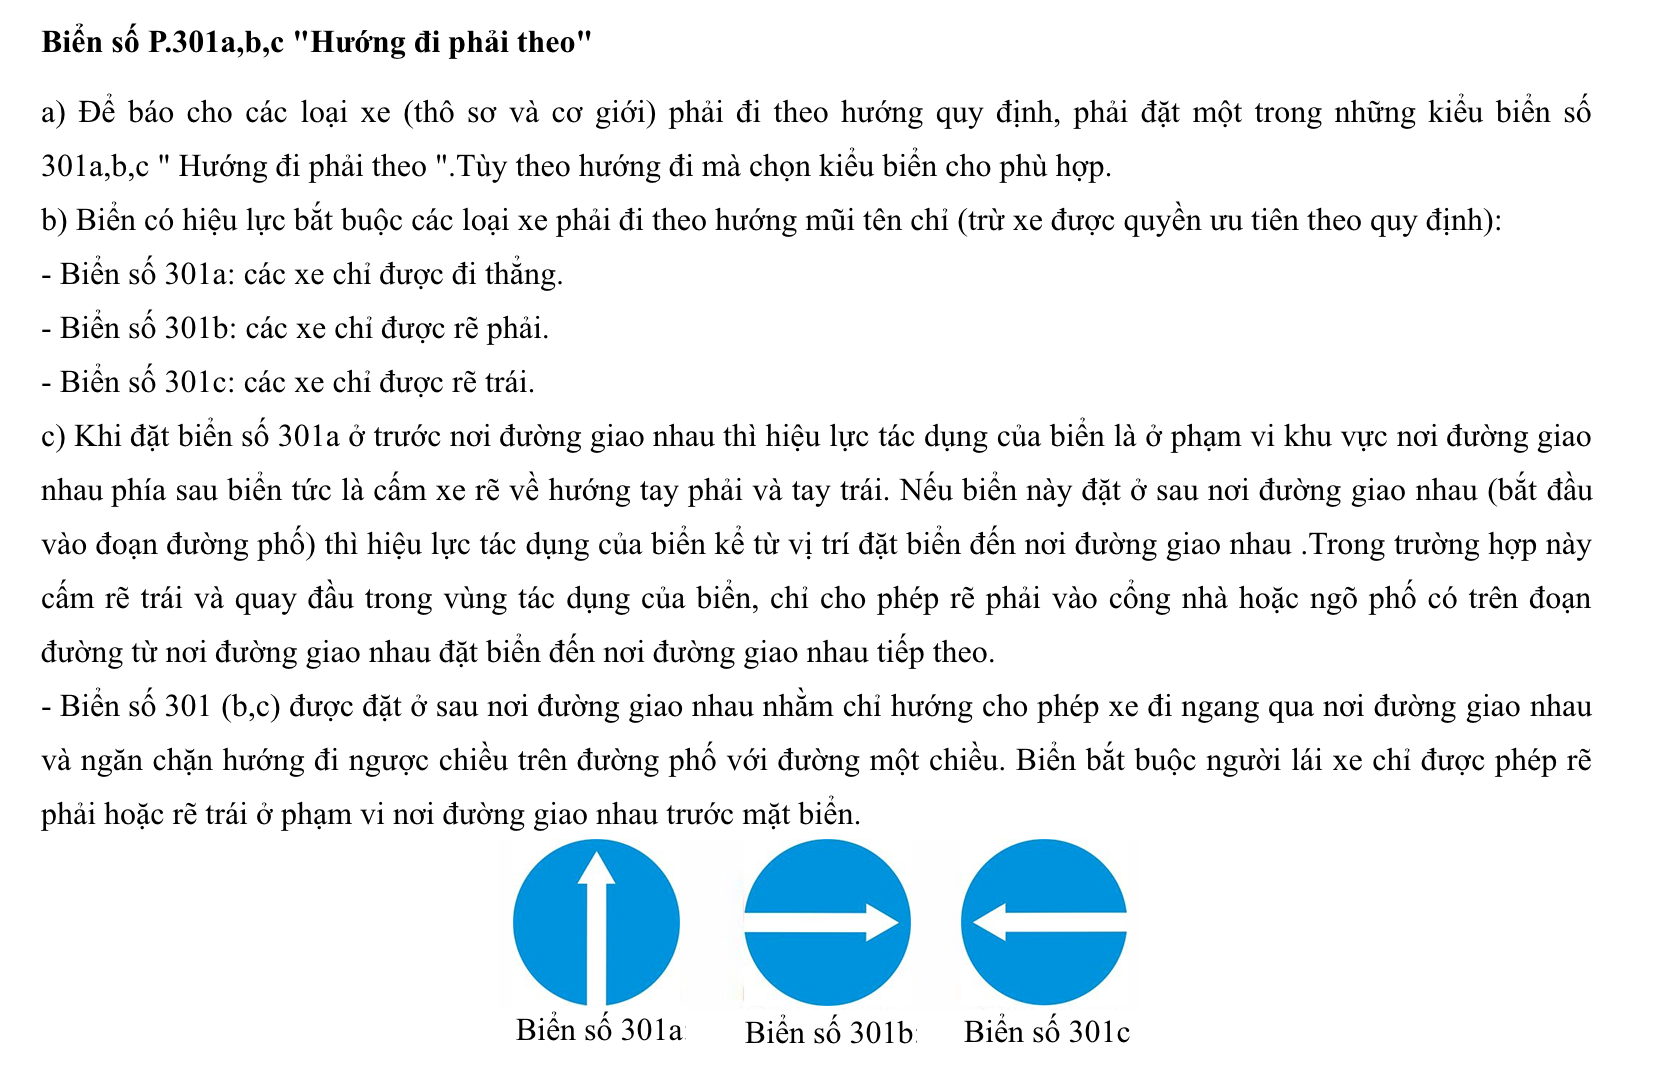 Biển số P.301a,b,c "Hướng đi phải theo"
a) Để báo cho các loại xe (thô sơ và cơ giới) phải đi theo hướng quy định, phải đặt một trong những kiểu biển số
301a,b,c " Hướng đi phải theo ".Tùy theo hướng đi mà chọn kiểu biển cho phù hợp.
b) Biển có hiệu lực bắt buộc các loại xe phải đi theo hướng mũi tên chỉ (trừ xe được quyền ưu tiên theo quy định):
- Biển số 301a: các xe chỉ được đi thẳng.
- Biển số 301b: các xe chỉ được rẽ phải.
- Biển số 301c: các xe chỉ được rẽ trái.
c) Khi đặt biển số 301a ở trước nơi đường giao nhau thì hiệu lực tác dụng của biển là ở phạm vi khu vực nơi đường giao
nhau phía sau biển tức là cấm xe rẽ về hướng tay phải và tay trái. Nếu biển này đặt ở sau nơi đường giao nhau (bắt đầu
vào đoạn đường phố) thì hiệu lực tác dụng của biển kể từ vị trí đặt biển đến nơi đường giao nhau .Trong trường hợp này
cấm rẽ trái và quay đầu trong vùng tác dụng của biển, chỉ cho phép rẽ phải vào cổng nhà hoặc ngõ phố có trên đoạn
đường từ nơi đường giao nhau đặt biển đến nơi đường giao nhau tiếp theo.
- Biển số 301 (b,c) được đặt ở sau nơi đường giao nhau nhằm chỉ hướng cho phép xe đi ngang qua nơi đường giao nhau
và ngăn chặn hướng đi ngược chiều trên đường phố với đường một chiều. Biển bắt buộc người lái xe chỉ được phép rẽ
phải hoặc rẽ trái ở phạm vi nơi đường giao nhau trước mặt biển.
Biển số 301a
Biển số 301b
Biển số 301c